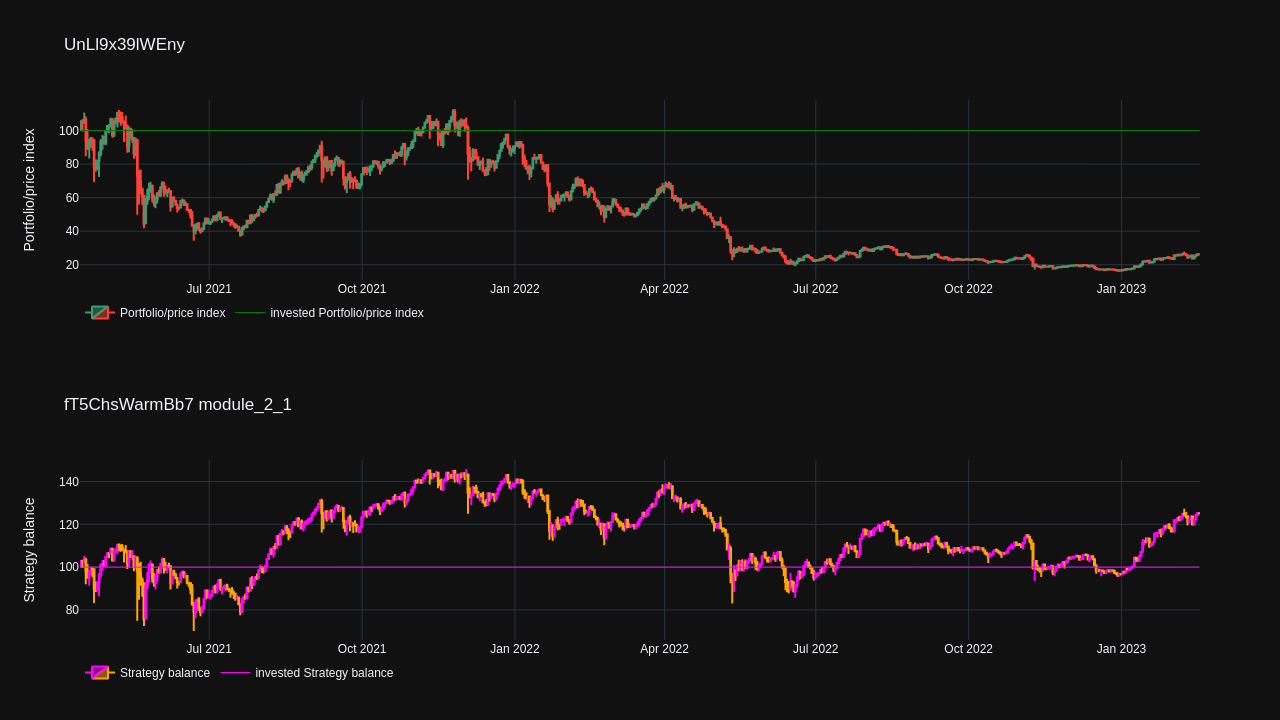 UnLl9x39lWEny
Portfolio/price index
100
80
60
40
20
Jul 2021 Oct 2021 Jan 2022 Apr 2022 Jul 2022 Oct 2022 Jan 2023
Portfolio/price index invested Portfolio/price index
fT5ChsWarmBb7 module_2_1
Strategy balance
140
120
100
80
Jul 2021 Oct 2021 Jan 2022 Apr 2022 Jul 2022 Oct 2022 Jan 2023
Strategy balance invested Strategy balance